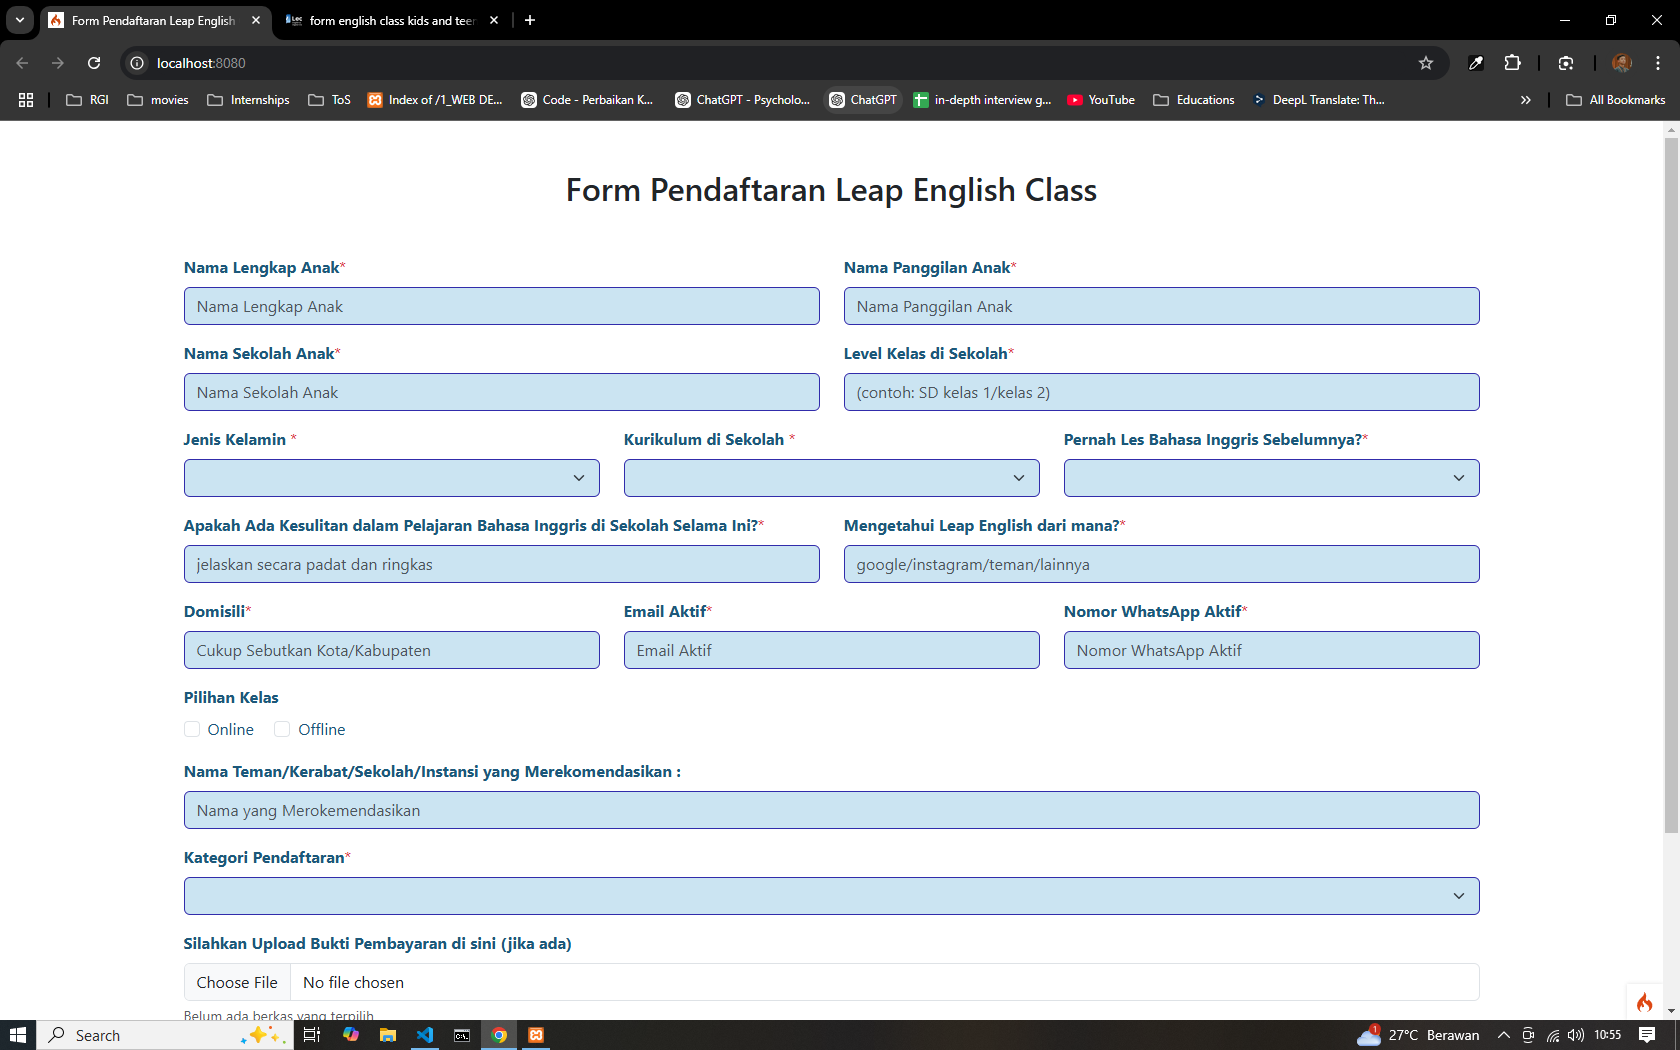 Form Pendaftaran Leap English
form english class kids and teen
localhost:8080
RGI
movies
Internships
ToS
Index of /1_WEB DE...
Code - Perbaikan K...
ChatGPT - Psycholo...
ChatGPT
in-depth interview g...
YouTube
Educations
DeepL Translate: Th...
All Bookmarks
Form Pendaftaran Leap English Class
Nama Lengkap Anak* Nama Panggilan Anak*
Nama Lengkap Anak Nama Panggilan Anak
Nama Sekolah Anak* Level Kelas di Sekolah*
Nama Sekolah Anak (contoh: SD kelas 1/kelas 2)
Jenis Kelamin * Kurikulum di Sekolah * Pernah Les Bahasa Inggris Sebelumnya?*
Apakah Ada Kesulitan dalam Pelajaran Bahasa Inggris di Sekolah Selama Ini?* Mengetahui Leap English dari mana?*
jelaskan secara padat dan ringkas google/instagram/teman/lainnya
Domisili* Email Aktif* Nomor WhatsApp Aktif*
Cukup Sebutkan Kota/Kabupaten Email Aktif Nomor WhatsApp Aktif
Pilihan Kelas
Online Offline
Nama Teman/Kerabat/Sekolah/Instansi yang Merekomendasikan :
Nama yang Merokemendasikan
Kategori Pendaftaran*
Silahkan Upload Bukti Pembayaran di sini (jika ada)
Choose File No file chosen
Belum ada berkas yang terpilih
Search
1
27°C Berawan
10:55